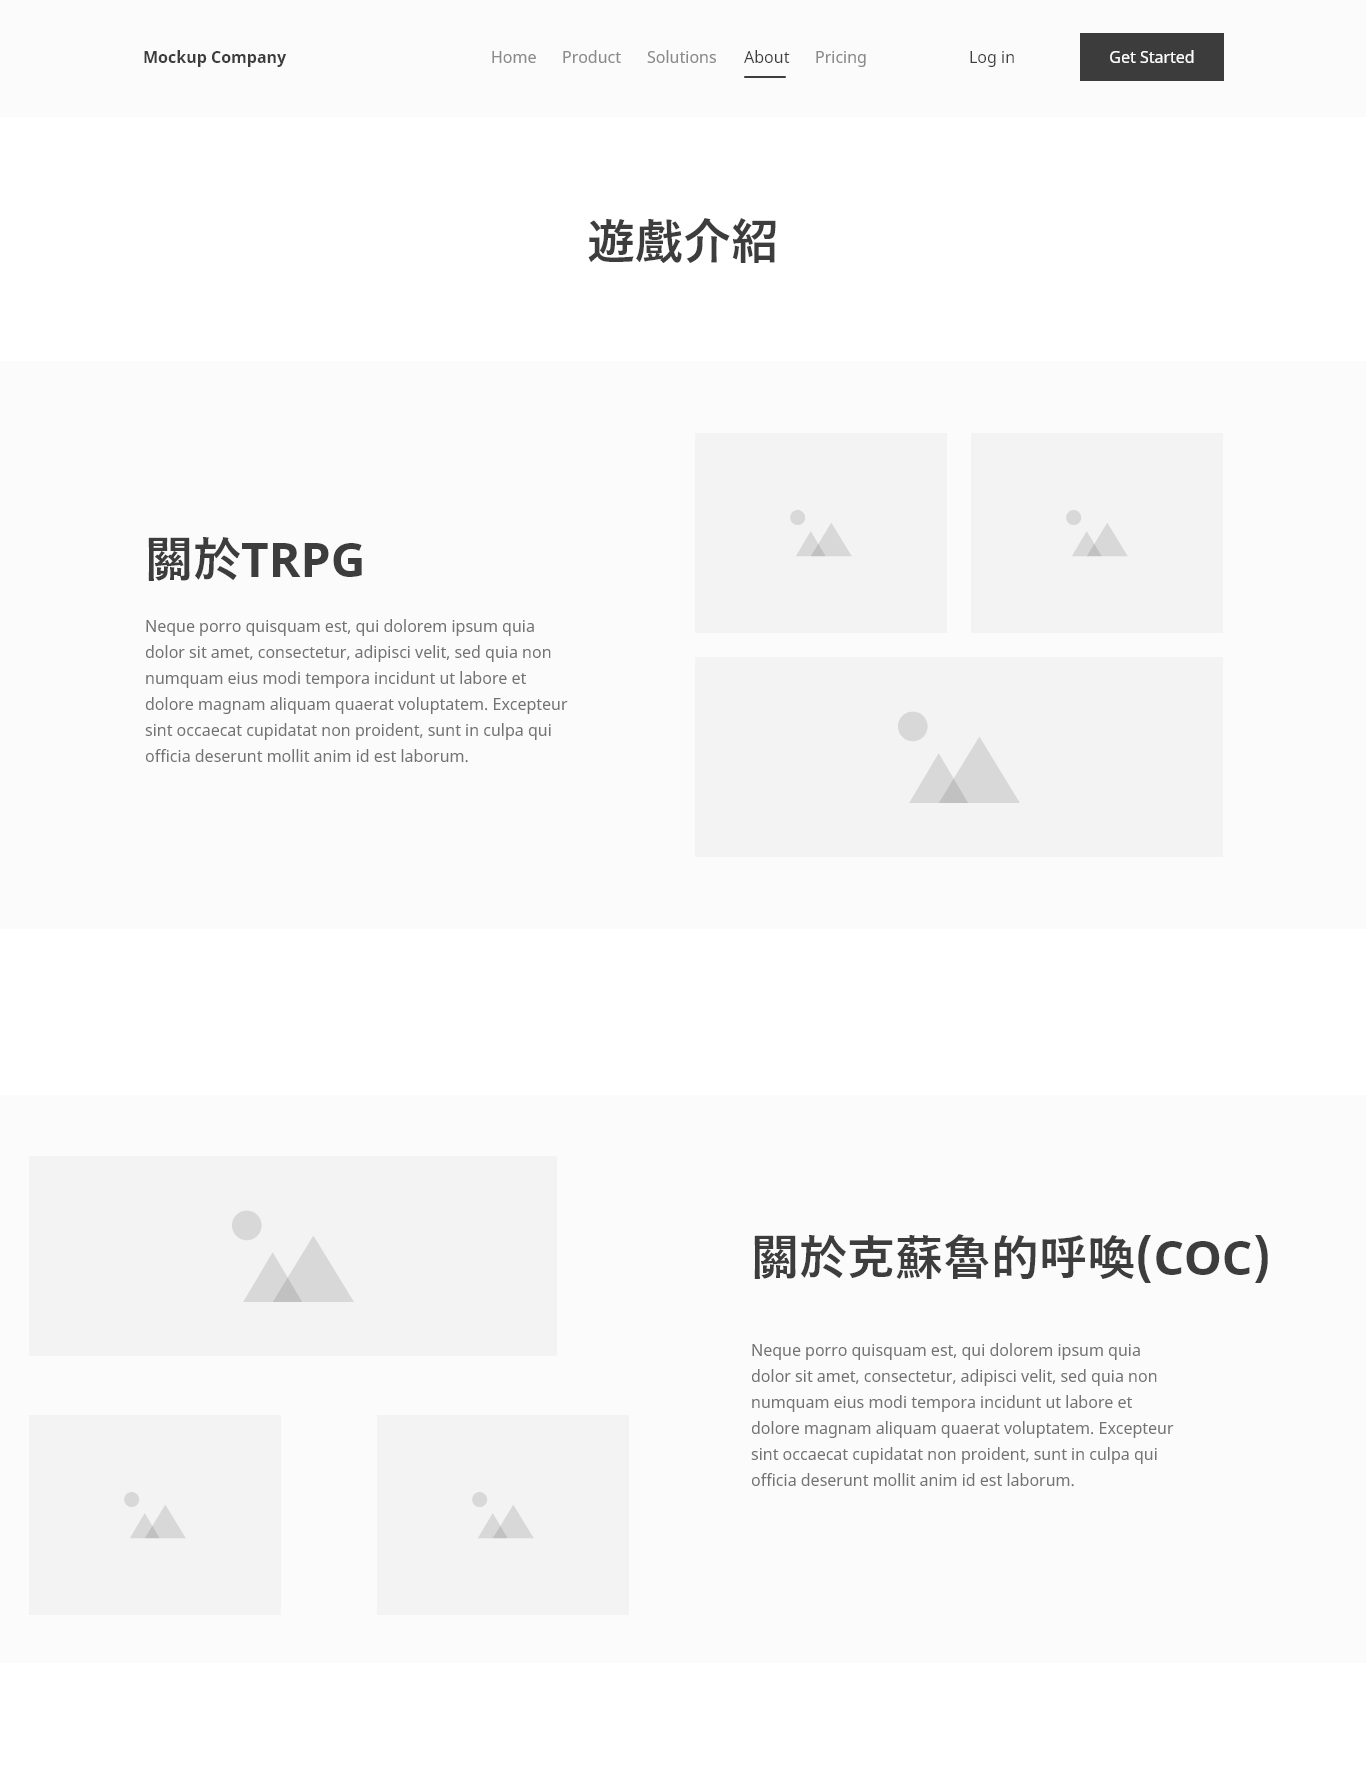 Mockup Company
Home Product Solutions About Pricing
Log in
Get Started
遊戲介紹
關於TRPG
Neque porro quisquam est, qui dolorem ipsum quia
dolor sit amet, consectetur, adipisci velit, sed quia non
numquam eius modi tempora incidunt ut labore et
dolore magnam aliquam quaerat voluptatem. Excepteur
sint occaecat cupidatat non proident, sunt in culpa qui
officia deserunt mollit anim id est laborum.
關於克蘇魯的呼喚(COC)
Neque porro quisquam est, qui dolorem ipsum quia
dolor sit amet, consectetur, adipisci velit, sed quia non
numquam eius modi tempora incidunt ut labore et
dolore magnam aliquam quaerat voluptatem. Excepteur
sint occaecat cupidatat non proident, sunt in culpa qui
officia deserunt mollit anim id est laborum.